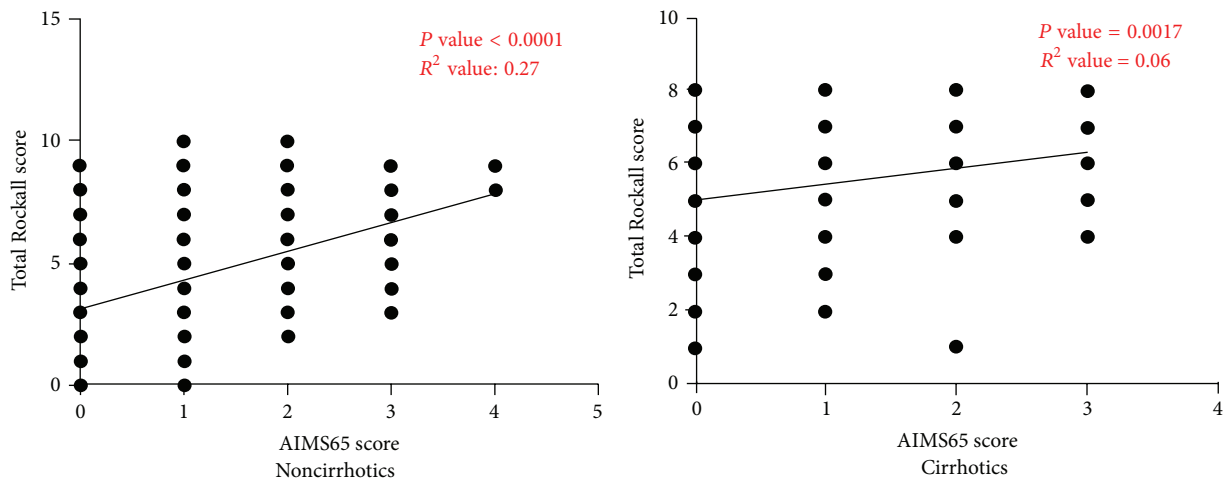 15
10
5
0
Total Rockall score
P value < 0.0001
R² value: 0.27
0 1 2 3 4 5
AIMS65 score
Noncirrhotics
10
8
6
4
2
0
Total Rockall score
P value = 0.0017
R² value = 0.06
0 1 2 3 4
AIMS65 score
Cirrhotics